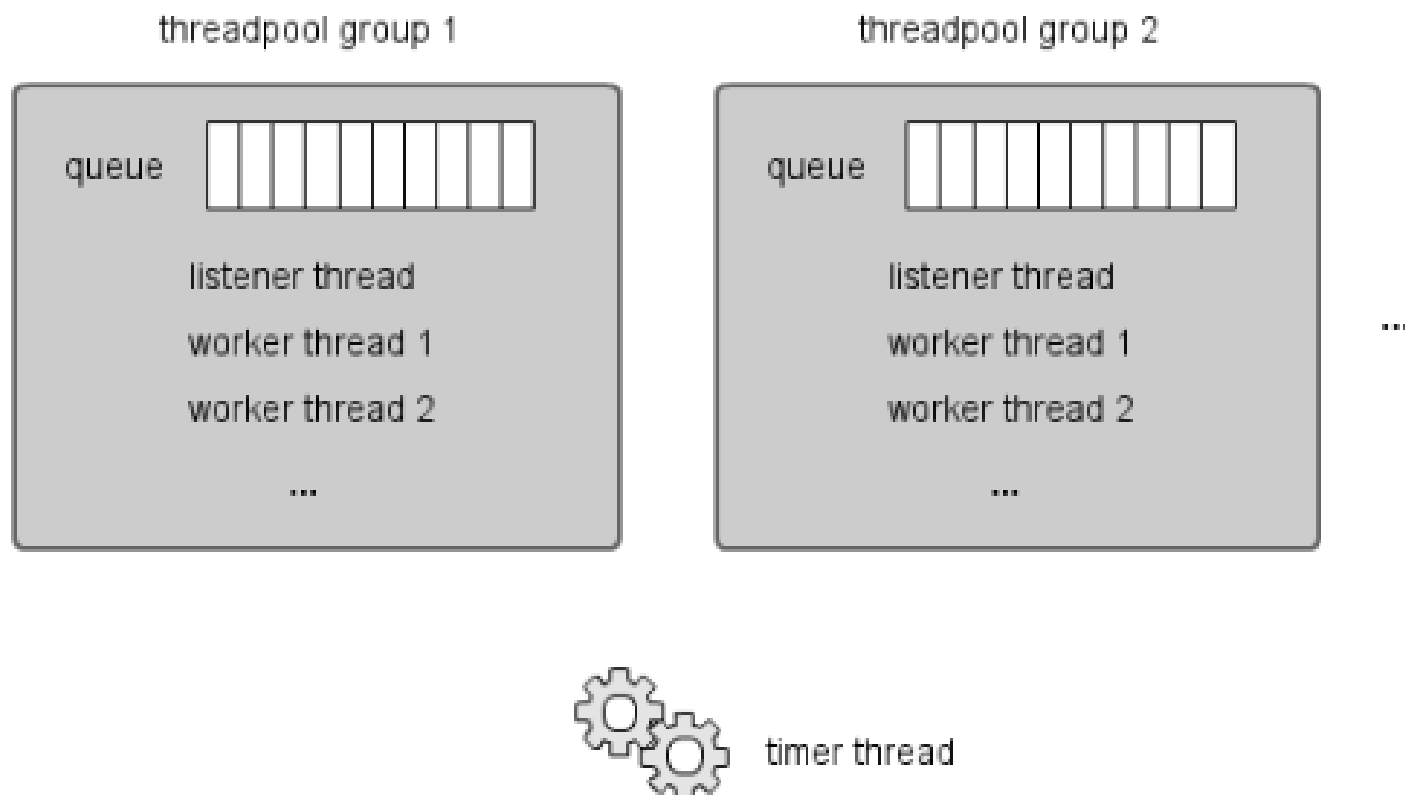 threadpool group 1
threadpool group 2
queue
listener thread
worker thread 1
worker thread 2
...
queue
listener thread
worker thread 1
worker thread 2
...
...
timer thread